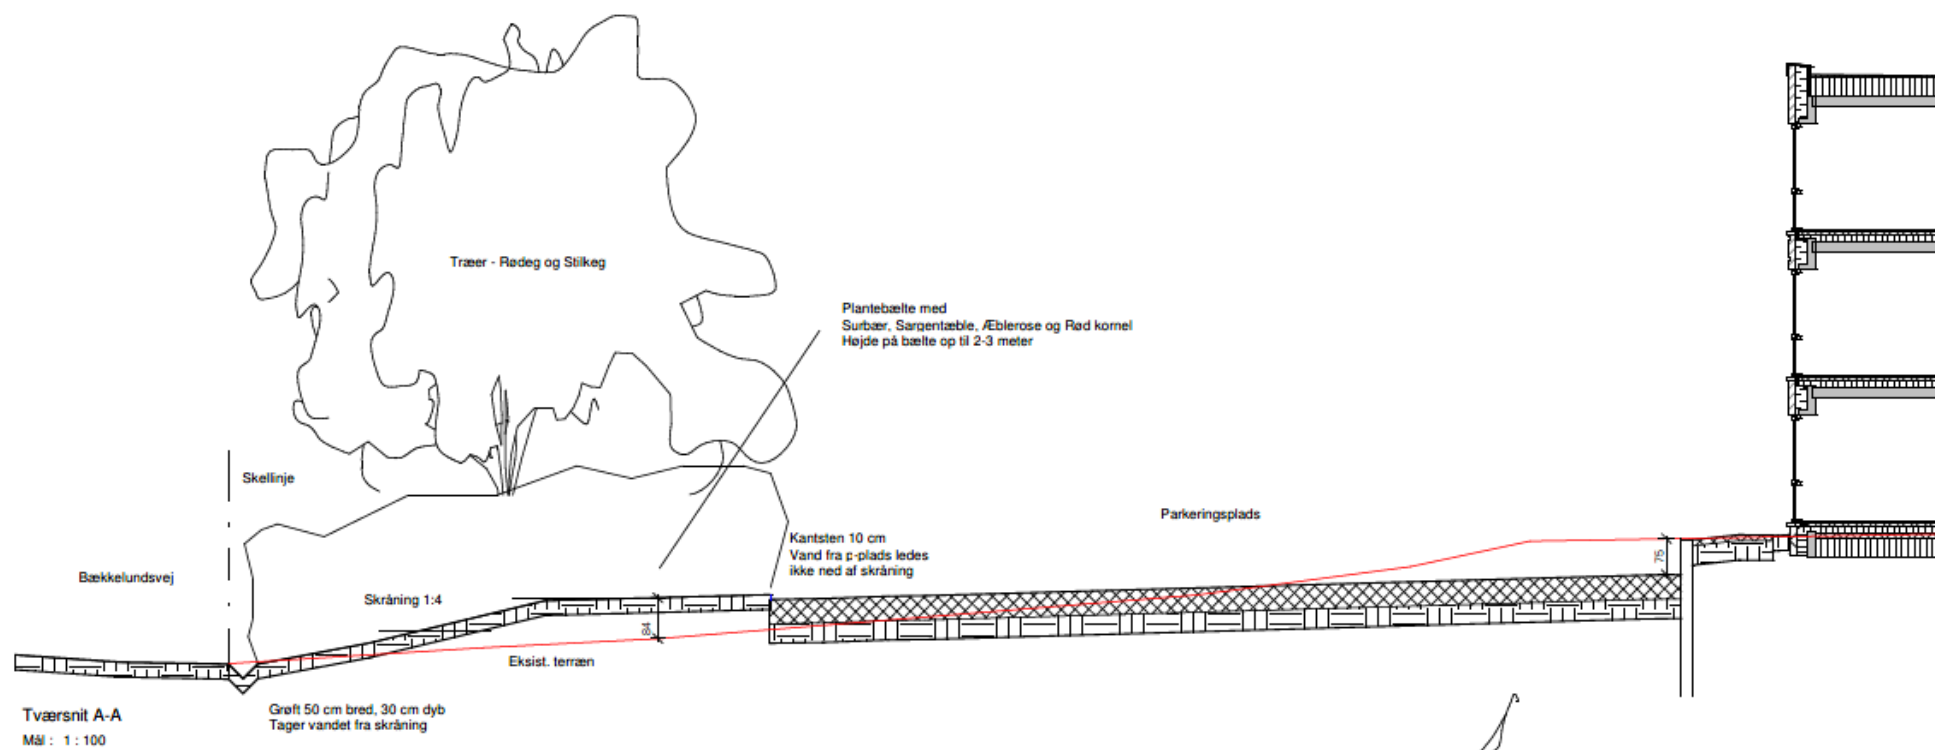 Træer - Rødeg og Stilkeg
Plantebælte med
Surbær, Sargentæble, Æblerose og Rød kornel
Højde på bælte op til 2-3 meter
Skellinje
Parkeringsplads
Kantsten 10 cm
Vand fra p-plads ledes
ikke ned af skråning
75
Bækkelundsvej
Skråning 1:4
84
Eksist. terræn
Grøft 50 cm bred, 30 cm dyb
Tager vandet fra skråning
Tværsnit A-A
Mål : 1 : 100